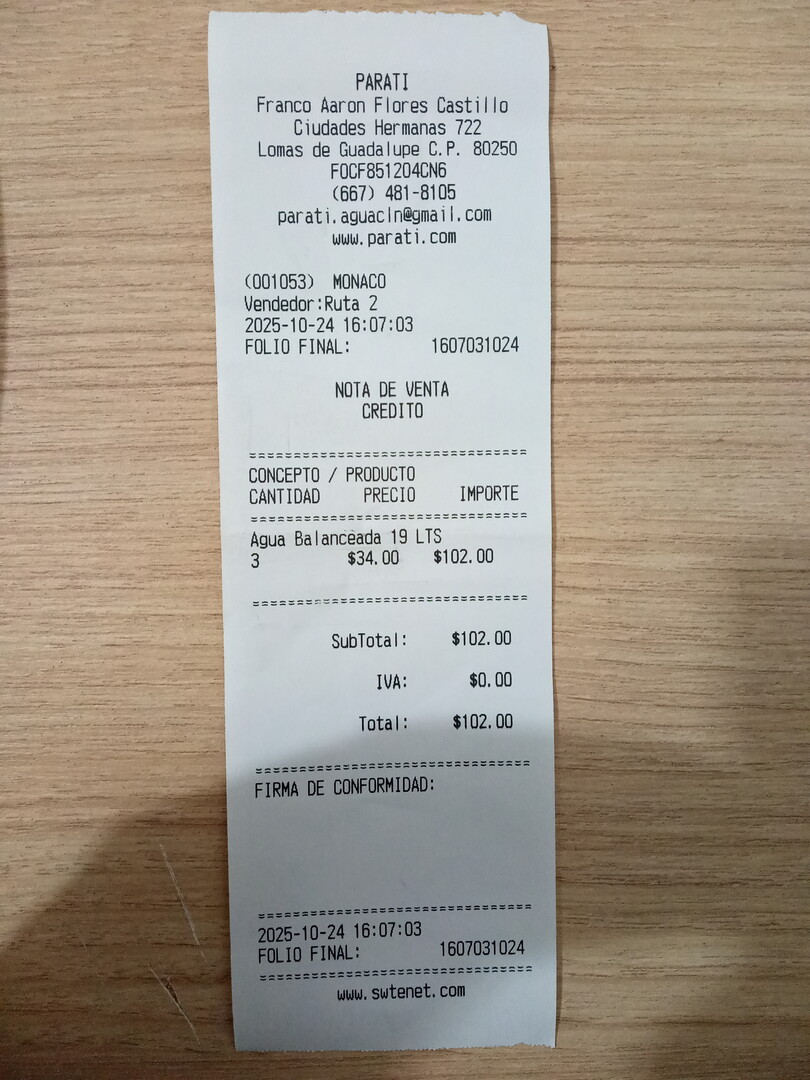 PARATI
Franco Aaron Flores Castillo
Ciudades Hermanas 722
Lomas de Guadalupe C.P. 80250
FOCF851204CN6
(667) 481-8105
parati.aguacln@gmail.com
www.parati.com
(001053) MONACO
Vendedor:Ruta 2
2025-10-24 16:07:03
FOLIO FINAL: 1607031024
NOTA DE VENTA
CREDITO
===============================
CONCEPTO / PRODUCTO
CANTIDAD PRECIO IMPORTE
===============================
Agua Balanceada 19 LTS
3 $34.00 $102.00
===============================
SubTotal: $102.00
IVA: $0.00
Total: $102.00
===============================
FIRMA DE CONFORMIDAD:
===============================
2025-10-24 16:07:03
FOLIO FINAL: 1607031024
===============================
www.swtenet.com